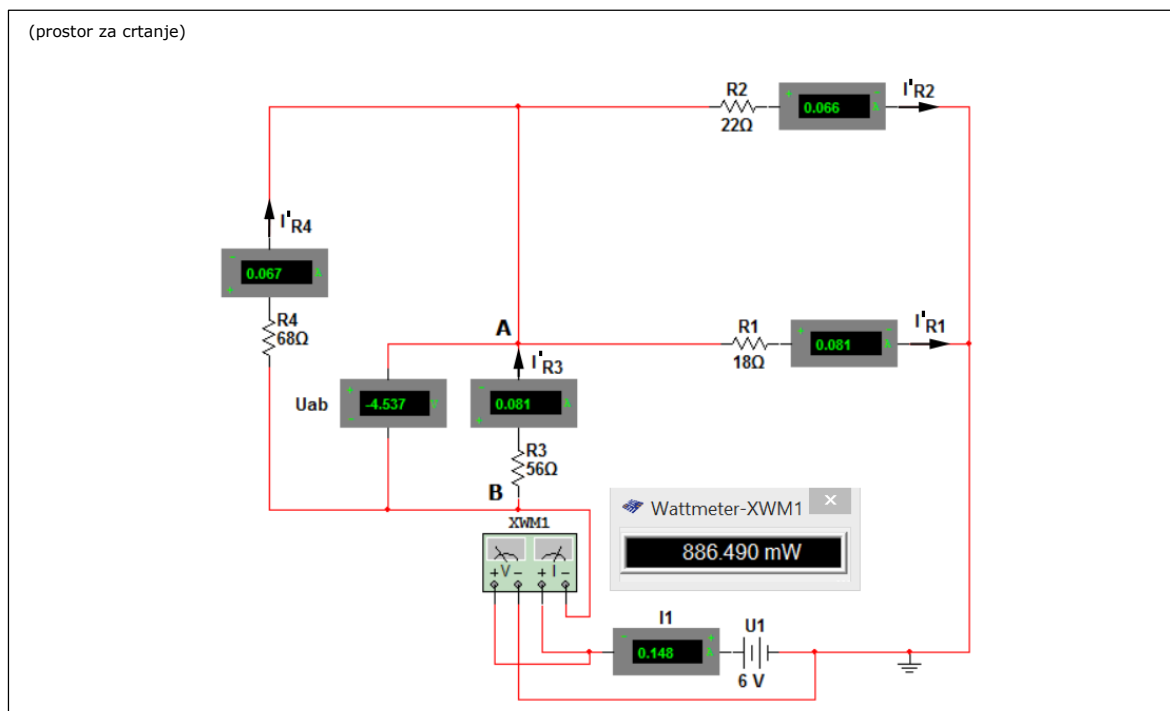 (prostor za crtanje)
R2
22Ω
+ -
0.066 A
I'R2
I'R4
-
0.067 A
+
R4
68Ω
A
R1
18Ω
+ -
0.081 A
I'R1
I'R3
Uab
+
-4.537 V
-
-
0.081 A
+
R3
56Ω
B
XWM1
V I
+ - + -
Wattmeter-XWM1 ×
886.490 mW
I1
- +
0.148 A
U1
6 V